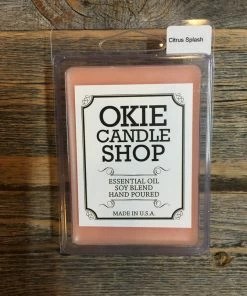 Citrus Splash
OKIE
CANDLE
SHOP
ESSENTIAL OIL
SOY BLEND
HAND POURED
MADE IN U.S.A.